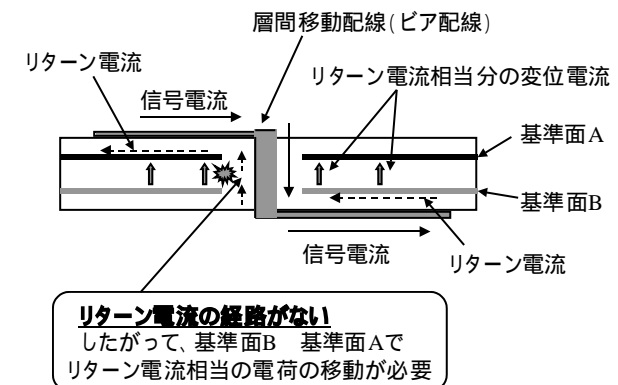 層間移動配線(ビア配線)
リターン電流
リターン電流相当分の変位電流
信号電流
基準面A
基準面B
信号電流
リターン電流
リターン電流の経路がない
したがって、基準面B 基準面Aで
リターン電流相当の電荷の移動が必要